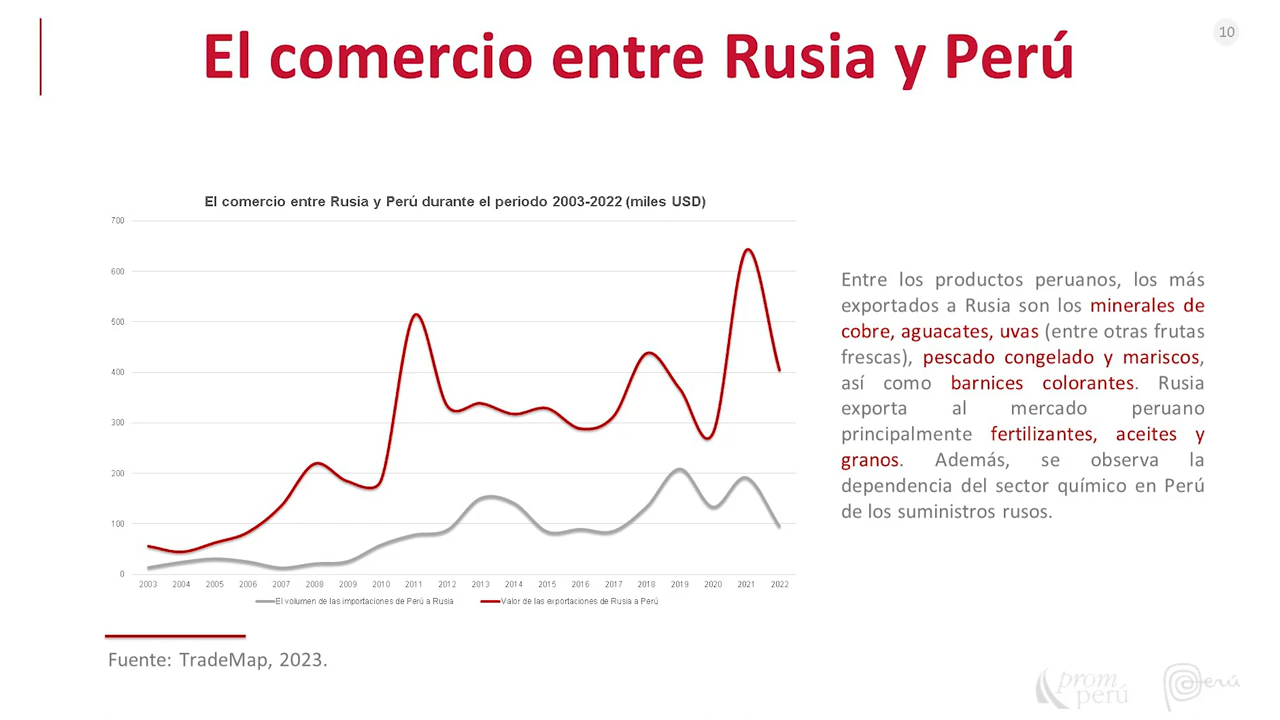 10
El comercio entre Rusia y Perú
El comercio entre Rusia y Perú durante el periodo 2003-2022 (miles USD)
700
600
500
400
300
200
100
0
2003 2004 2005 2006 2007 2008 2009 2010 2011 2012 2013 2014 2015 2016 2017 2018 2019 2020 2021 2022
El volumen de las importaciones de Perú a Rusia Valor de las exportaciones de Rusia a Perú
Entre los productos peruanos, los más
exportados a Rusia son los minerales de
cobre, aguacates, uvas (entre otras frutas
frescas), pescado congelado y mariscos,
así como barnices colorantes. Rusia
exporta al mercado peruano
principalmente fertilizantes, aceites y
granos. Además, se observa la
dependencia del sector químico en Perú
de los suministros rusos.
Fuente: TradeMap, 2023.
prom
perú
Perú